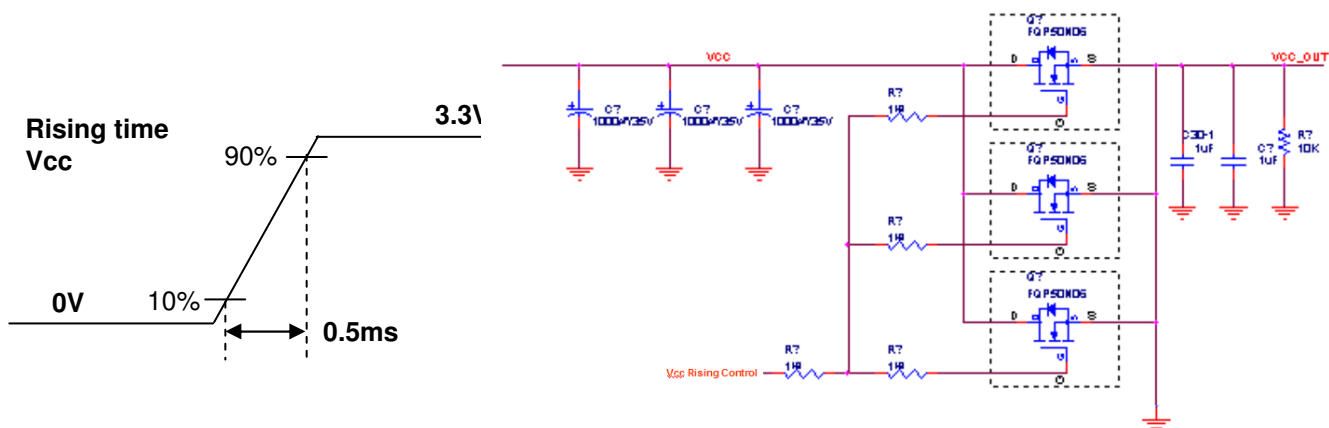 Rising time
Vcc
90%
3.3V
0V
10%
0.5ms
VCC
C?
1000uF/35V
C?
1000uF/35V
C?
1000uF/35V
R?
1K
Q?
FQP50N06
D
S
G
VCC_OUT
C30-1
1uF
C?
1uF
R?
10K
R?
1K
Q?
FQP50N06
D
S
G
R?
1K
R?
1K
Q?
FQP50N06
D
S
G
Vcc Rising Control